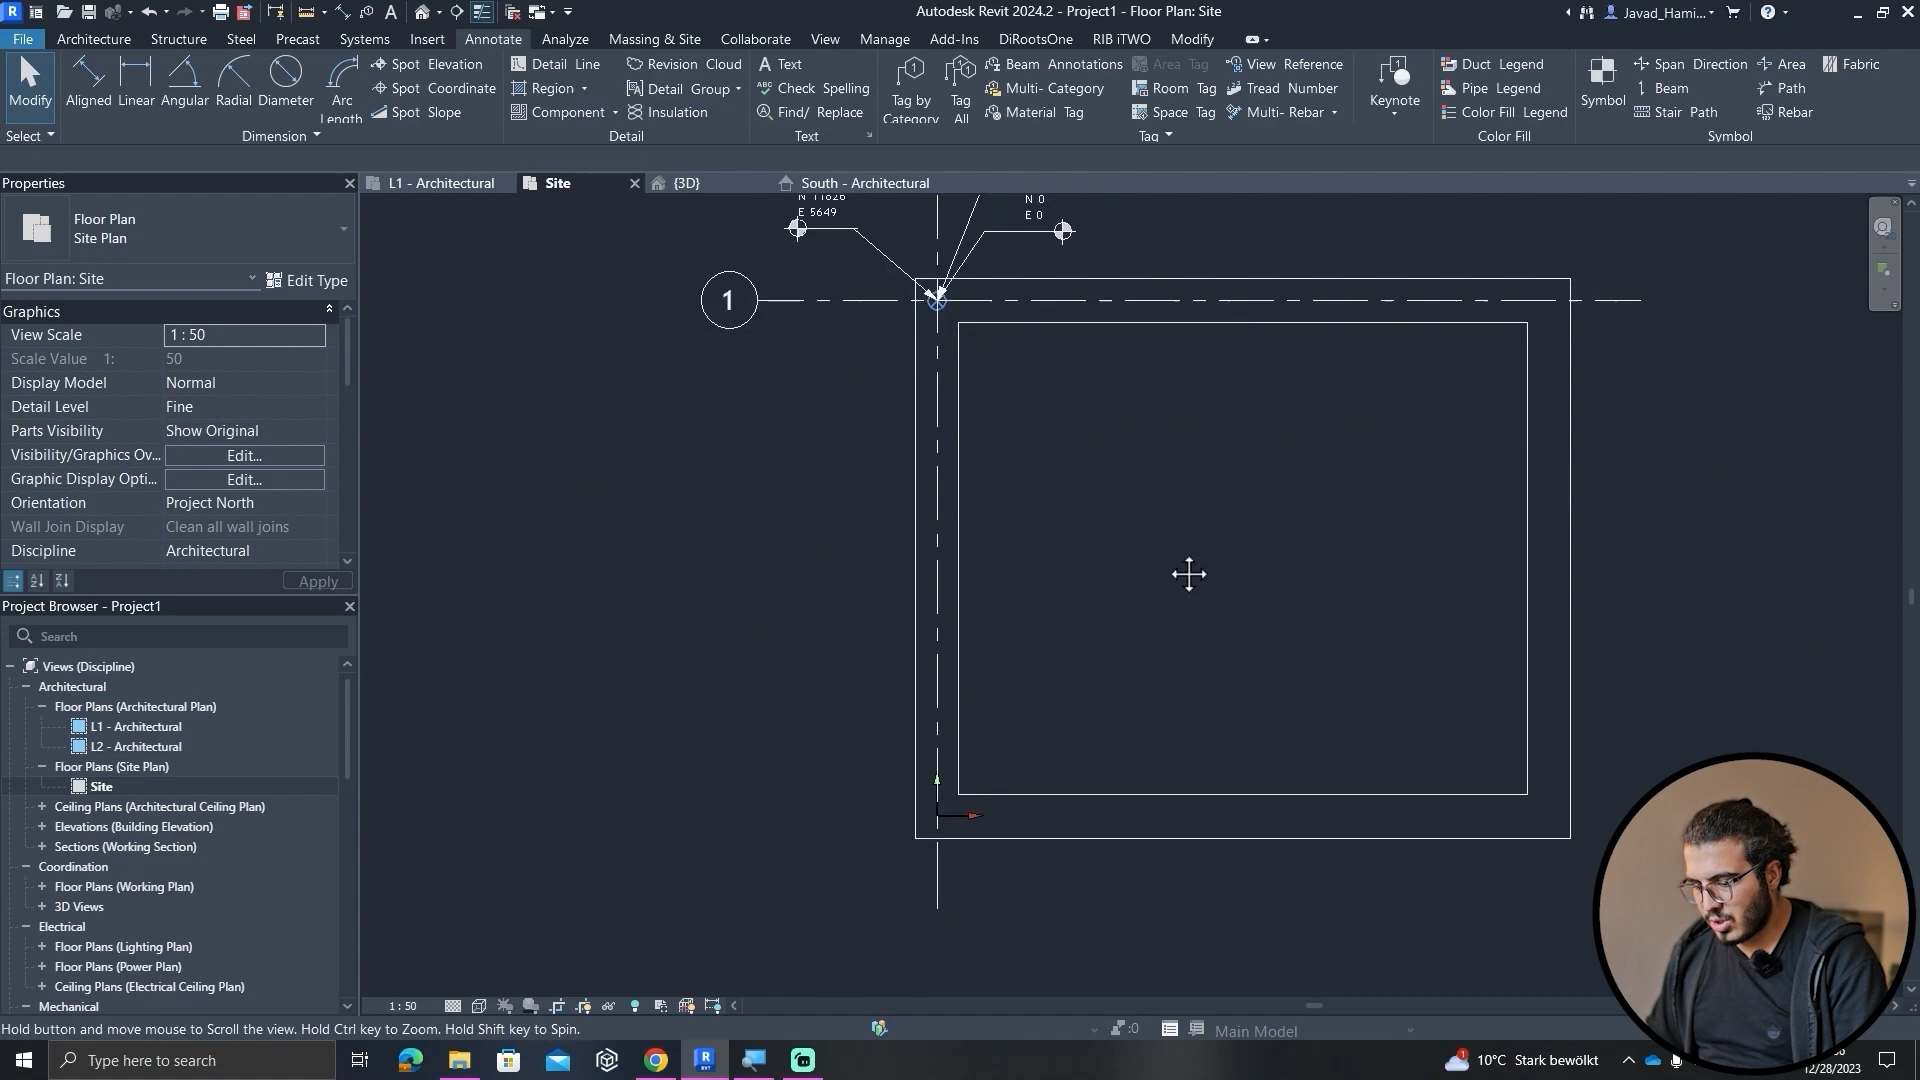 Autodesk Revit 2024.2 - Project1 - Floor Plan: Site
Javad_Hami...
File Architecture Structure Steel Precast Systems Insert Annotate Analyze Massing & Site Collaborate View Manage Add-Ins DiRootsOne RIB iTWO Modify
Modify
Aligned Linear Angular Radial Diameter Arc Length
Spot Elevation
Spot Coordinate
Spot Slope
Detail Line
Region
Component
Revision Cloud
Detail Group
Insulation
Text
Check Spelling
Find/ Replace
Tag by Category
Tag All
Beam Annotations
Multi- Category
Material Tag
Area Tag
Room Tag
Space Tag
View Reference
Tread Number
Multi- Rebar
Keynote
Duct Legend
Pipe Legend
Color Fill Legend
Symbol
Span Direction
Beam
Stair Path
Area
Path
Rebar
Fabric
Select Dimension Detail Text Tag Color Fill Symbol
Properties
L1 - Architectural Site {3D} South - Architectural
Floor Plan
Site Plan
Floor Plan: Site Edit Type
Graphics
View Scale 1 : 50
Scale Value 1: 50
Display Model Normal
Detail Level Fine
Parts Visibility Show Original
Visibility/Graphics Ov... Edit...
Graphic Display Opti... Edit...
Orientation Project North
Wall Join Display Clean all wall joins
Discipline Architectural
Apply
Project Browser - Project1
Search
Views (Discipline)
Architectural
Floor Plans (Architectural Plan)
L1 - Architectural
L2 - Architectural
Floor Plans (Site Plan)
Site
Ceiling Plans (Architectural Ceiling Plan)
Elevations (Building Elevation)
Sections (Working Section)
Coordination
Floor Plans (Working Plan)
3D Views
Electrical
Floor Plans (Lighting Plan)
Floor Plans (Power Plan)
Ceiling Plans (Electrical Ceiling Plan)
Mechanical
E 5649
N 0
E 0
1
1 : 50
Hold button and move mouse to Scroll the view. Hold Ctrl key to Zoom. Hold Shift key to Spin.
:0
Main Model
Type here to search
1
10°C Stark bewölkt
12/28/2023